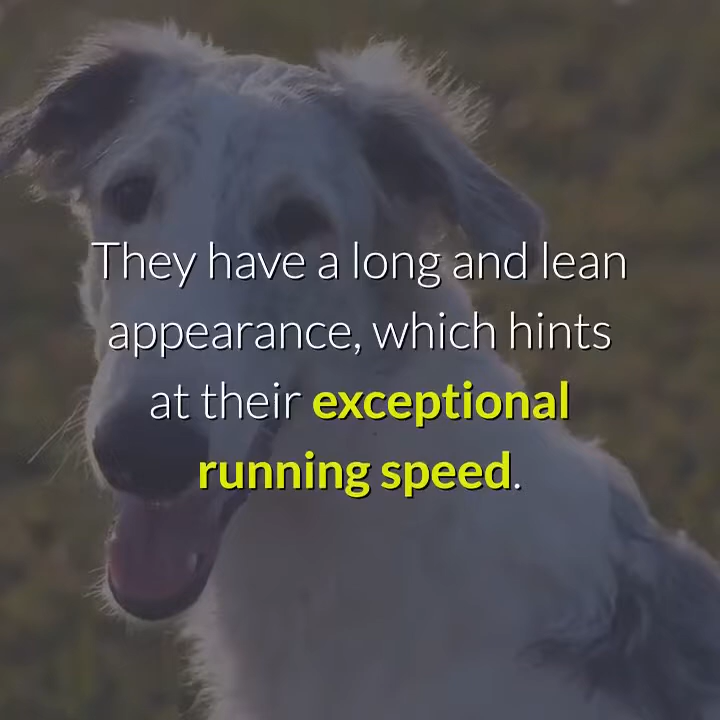 They have a long and lean
appearance, which hints
at their exceptional
running speed.